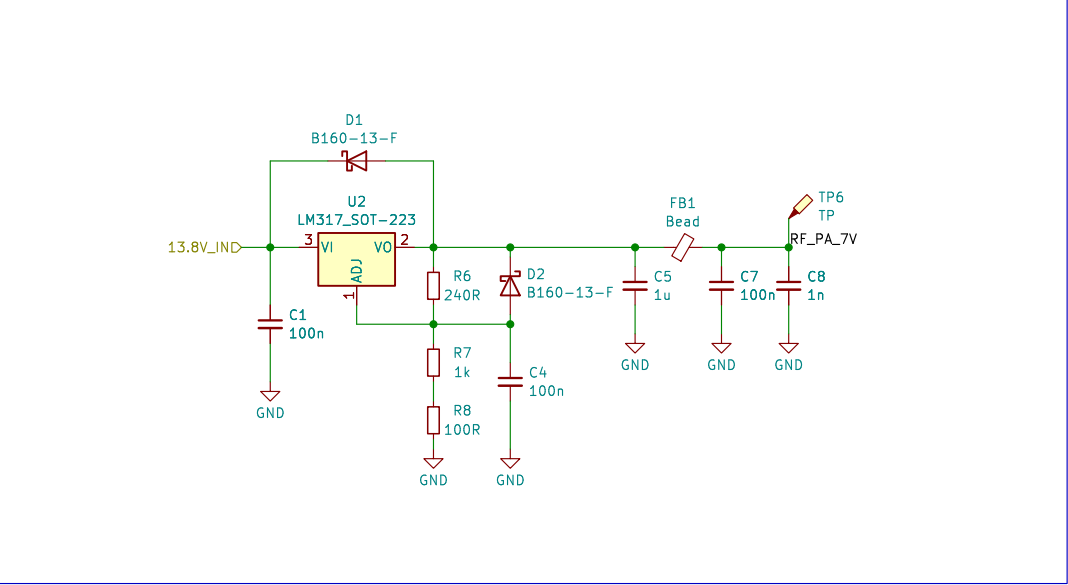 D1
B160-13-F
U2
LM317_SOT-223
13.8V_IN
3
VI
VO
2
ADJ
1
C1
100n
GND
R6
240R
D2
B160-13-F
R7
1k
R8
100R
GND
C4
100n
GND
C5
1u
GND
FB1
Bead
C7
100n
GND
TP6
TP
RF_PA_7V
C8
1n
GND